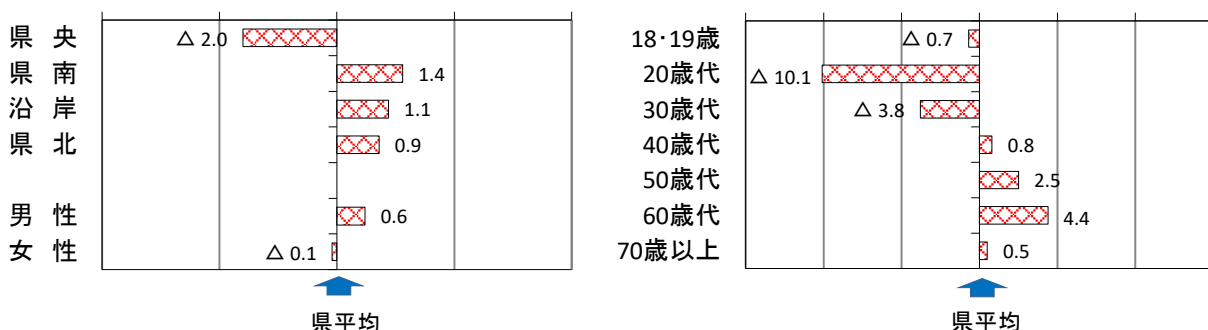 県 央 △ 2.0
県 南 1.4
沿 岸 1.1
県 北 0.9
男 性 0.6
女 性 △ 0.1
県平均
18・19歳 △ 0.7
20歳代 △ 10.1
30歳代 △ 3.8
40歳代 0.8
50歳代 2.5
60歳代 4.4
70歳以上 0.5
県平均